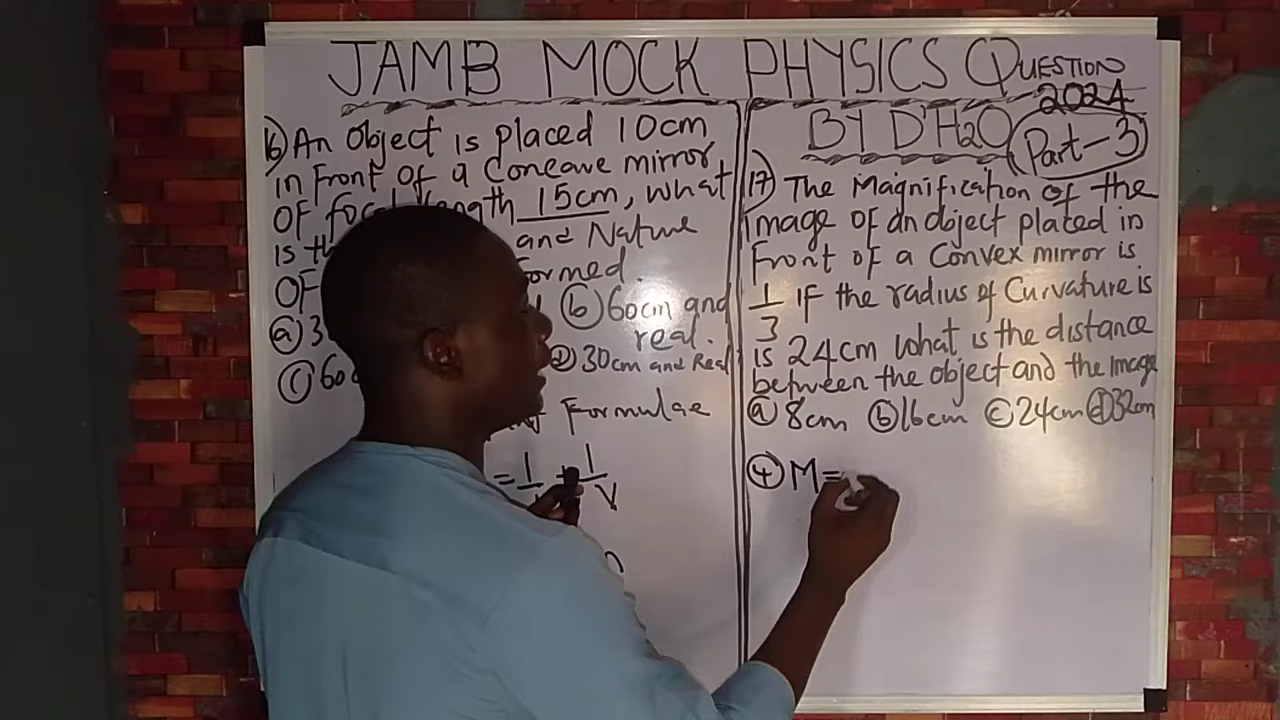 JAMB MOCK PHYSICS QUESTION
2024
BY D'H2O Part-3
16) An Object is placed 10cm
in Front of a Concave mirror
OF focal length 15cm, what
is and Nature
OF Formed.
(a) 3 (b) 60cm and
real.
(c) 60 (d) 30cm and Real
Formulae
= 1/ + 1/V
17) The Magnification of the
Image of an object placed in
Front of a Convex mirror is
1/3 If the radius of Curvature is
is 24cm what is the distance
between the object and the Image
(a) 8cm (b) 16cm (c) 24cm (d) 32cm
(4) M=